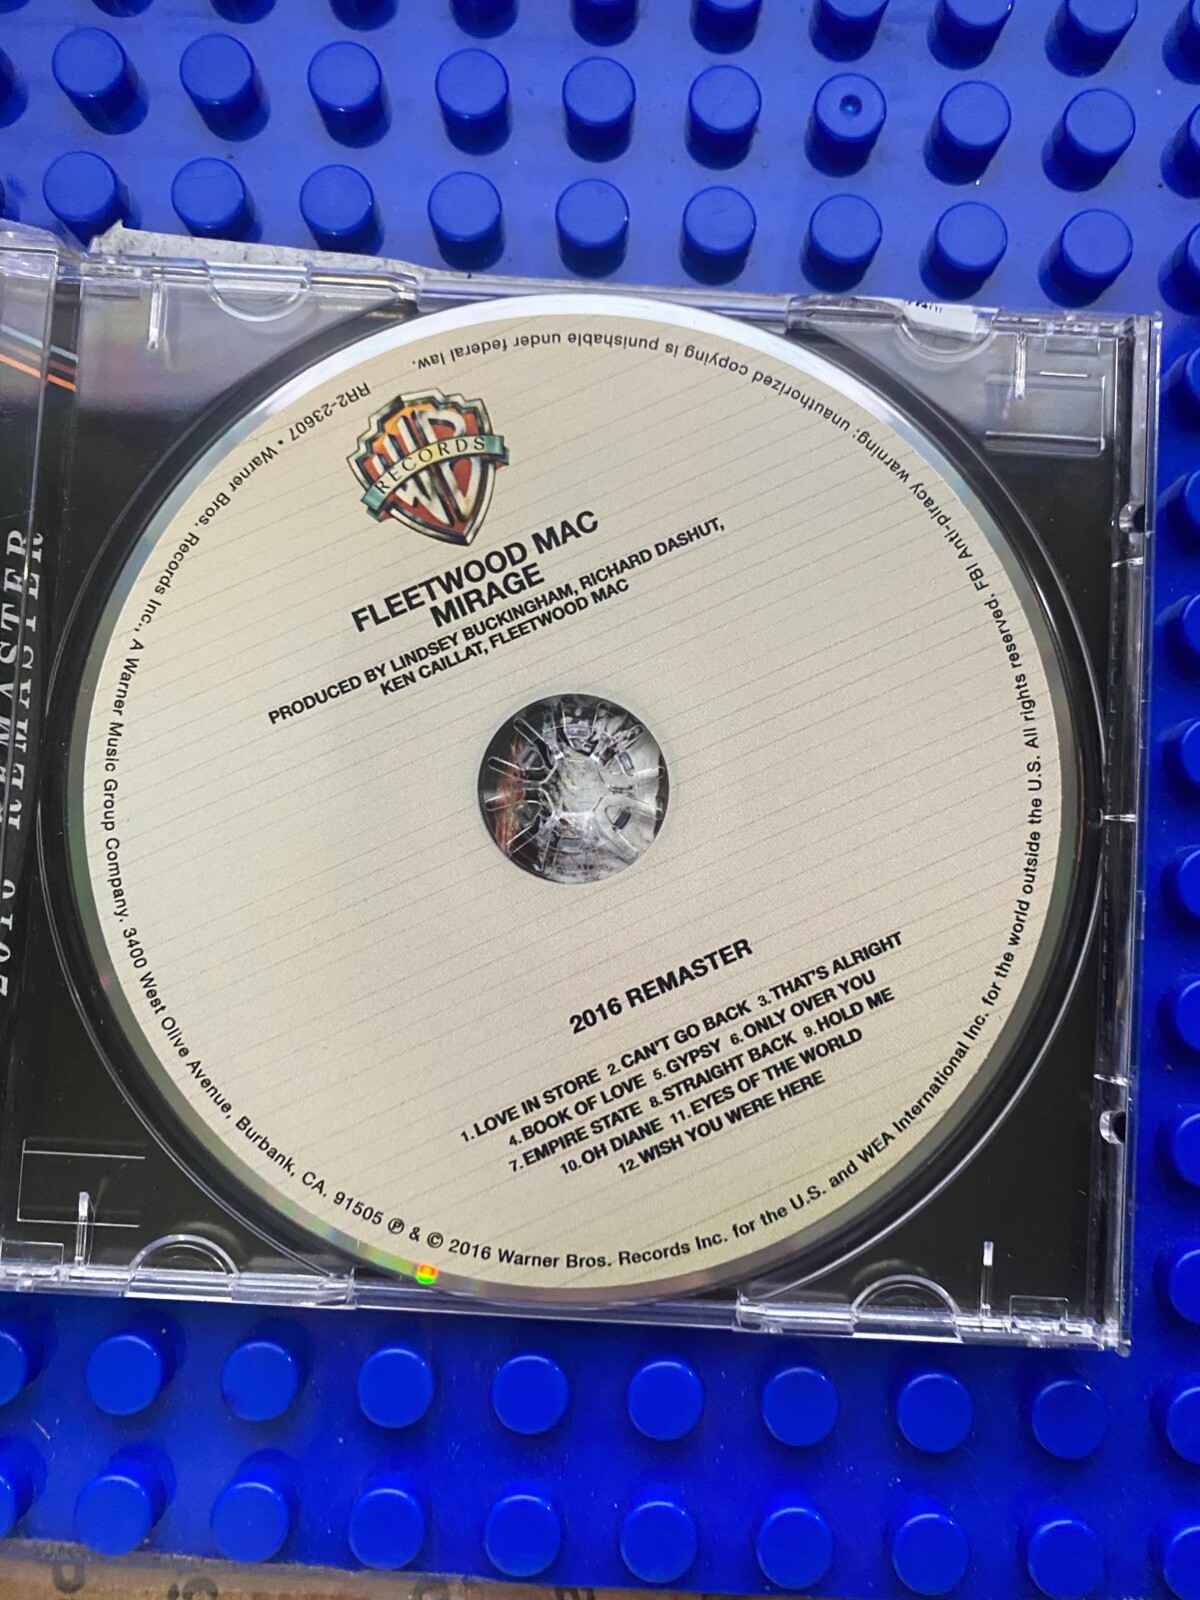 RR2-23607 • Warner Bros. Records Inc., A Warner Music Group Company, 3400 West Olive Avenue, Burbank, CA. 91505 ℗ & © 2016 Warner Bros. Records Inc. for the U.S. and WEA International Inc. for the world outside the U.S. All rights reserved. FBI Anti-piracy warning: unauthorized copying is punishable under federal law.
RECORDS
FLEETWOOD MAC
MIRAGE
PRODUCED BY LINDSEY BUCKINGHAM, RICHARD DASHUT,
KEN CAILLAT, FLEETWOOD MAC
2016 REMASTER
1. LOVE IN STORE 2. CAN'T GO BACK 3. THAT'S ALRIGHT
4. BOOK OF LOVE 5. GYPSY 6. ONLY OVER YOU
7. EMPIRE STATE 8. STRAIGHT BACK 9. HOLD ME
10. OH DIANE 11. EYES OF THE WORLD
12. WISH YOU WERE HERE
2016 REMASTER